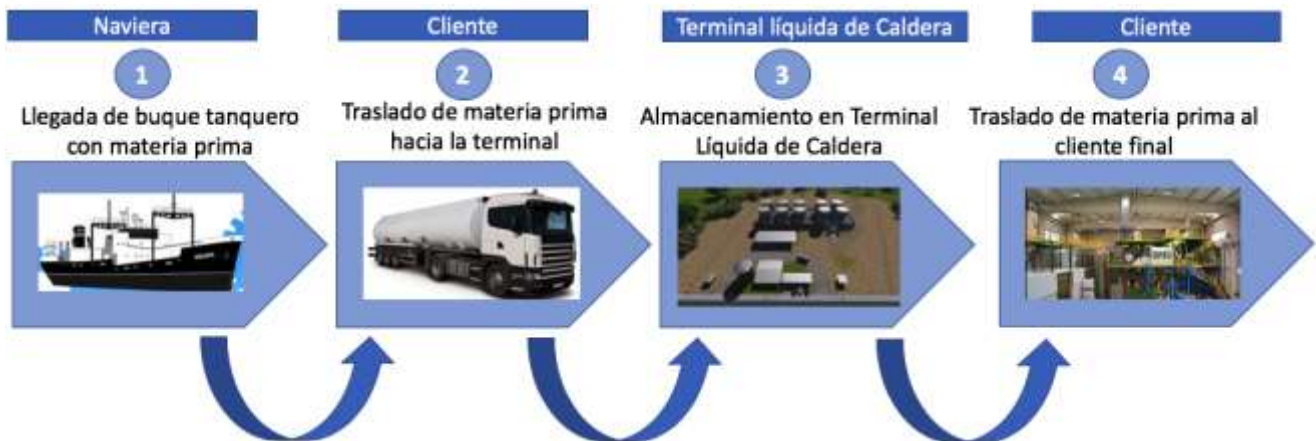 Naviera
Cliente
Terminal líquida de Caldera
Cliente
1
2
3
4
Llegada de buque tanquero
con materia prima
Traslado de materia prima
hacia la terminal
Almacenamiento en Terminal
Líquida de Caldera
Traslado de materia prima al
cliente final